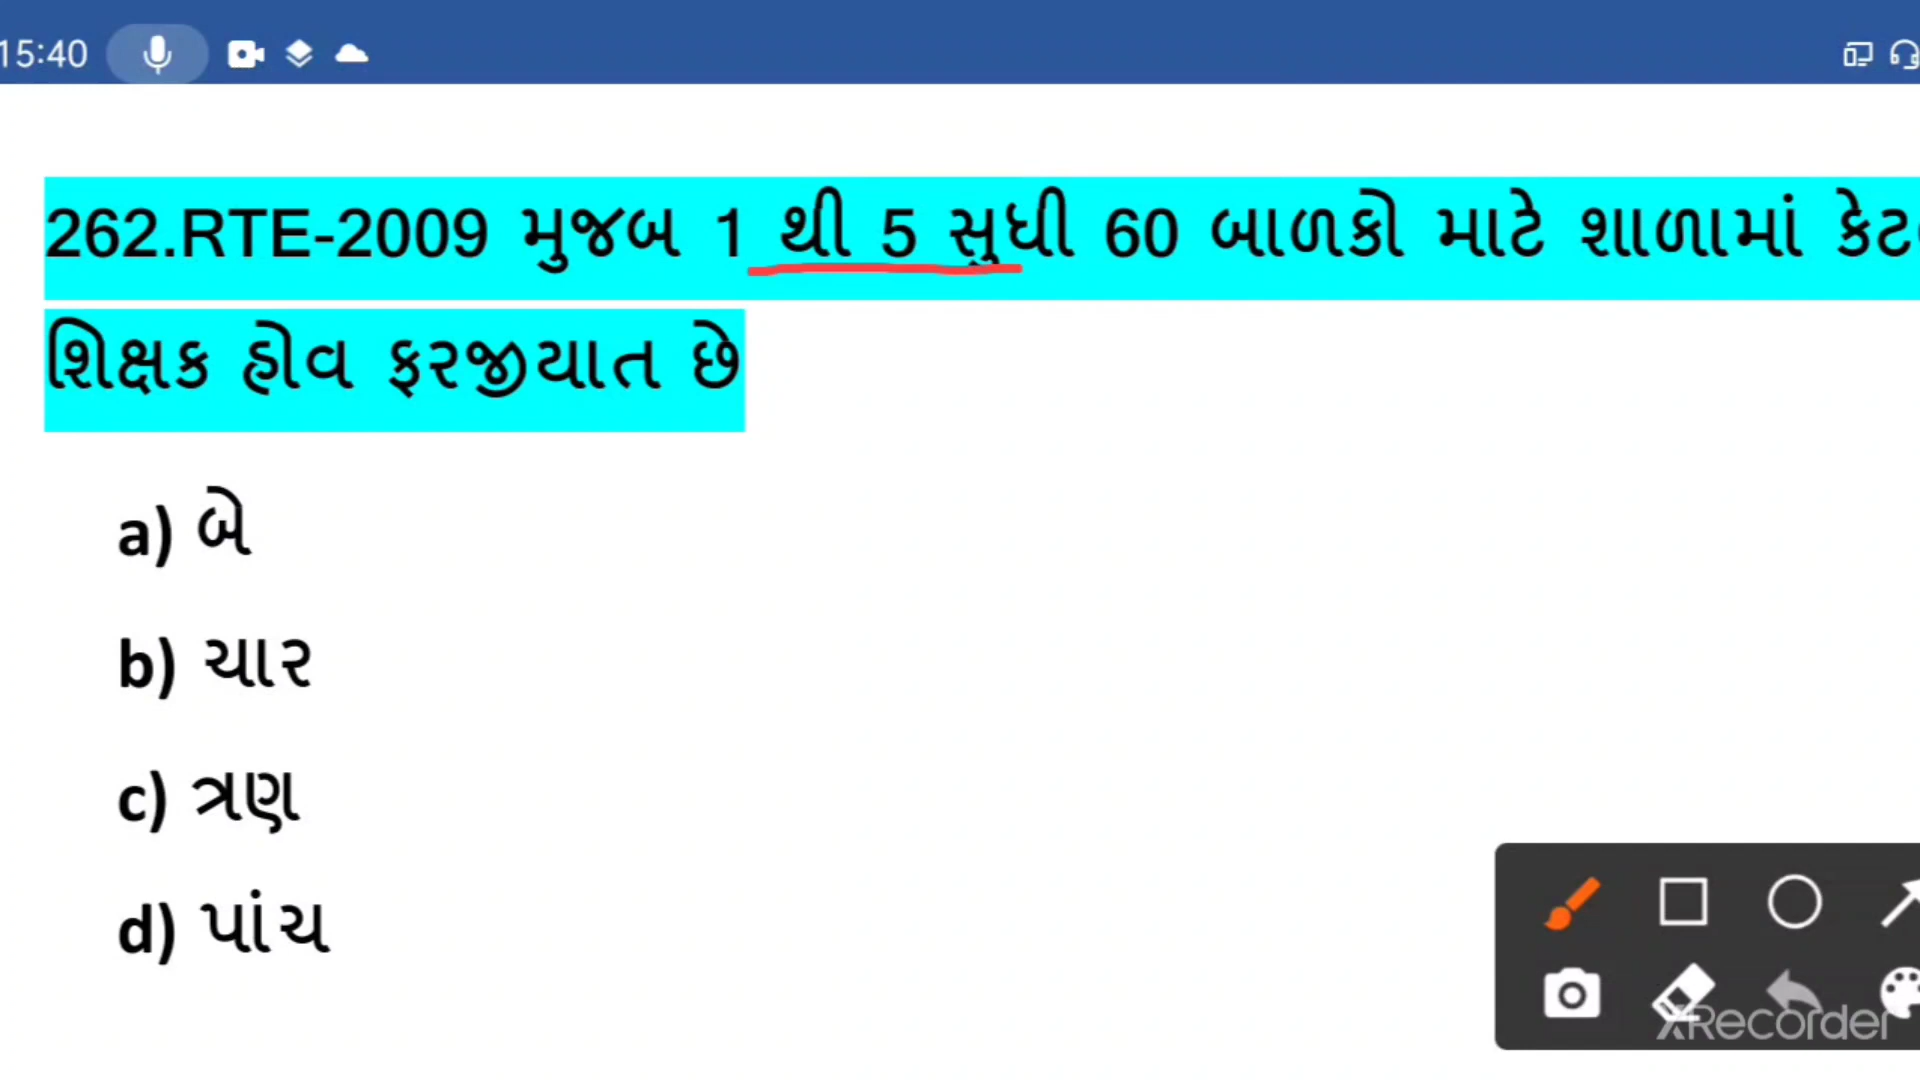 15:40
262.RTE-2009 મુજબ 1 થી 5 સુધી 60 બાળકો માટે શાળામાં
શિક્ષક હોવ ફરજીયાત છે
a) બે
b) ચાર
c) ત્રણ
d) પાંચ
XRecorder